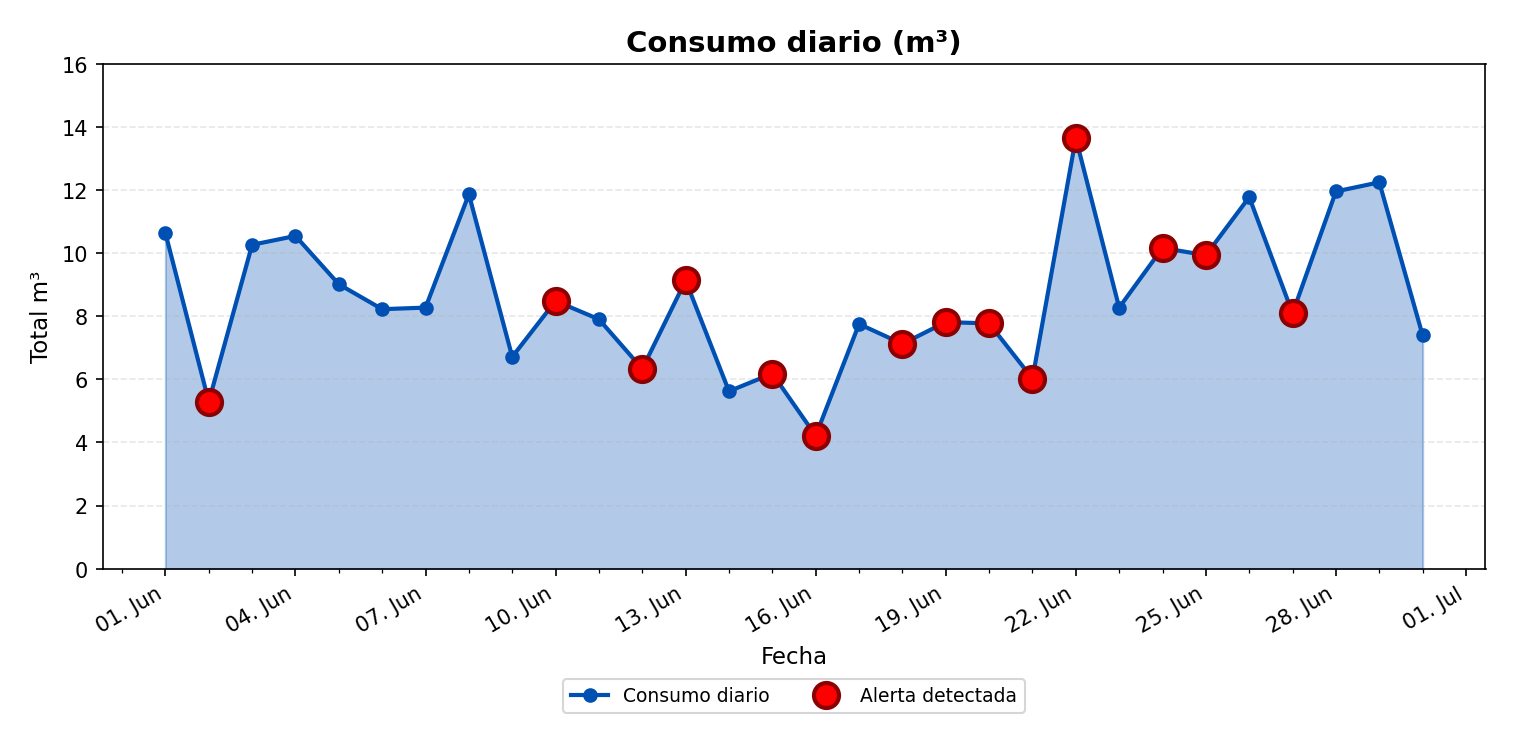 Consumo diario (m³)
16
14
12
10
8
6
4
2
0
Total m³
01. Jun
04. Jun
07. Jun
10. Jun
13. Jun
16. Jun
19. Jun
22. Jun
25. Jun
28. Jun
01. Jul
Fecha
Consumo diario
Alerta detectada